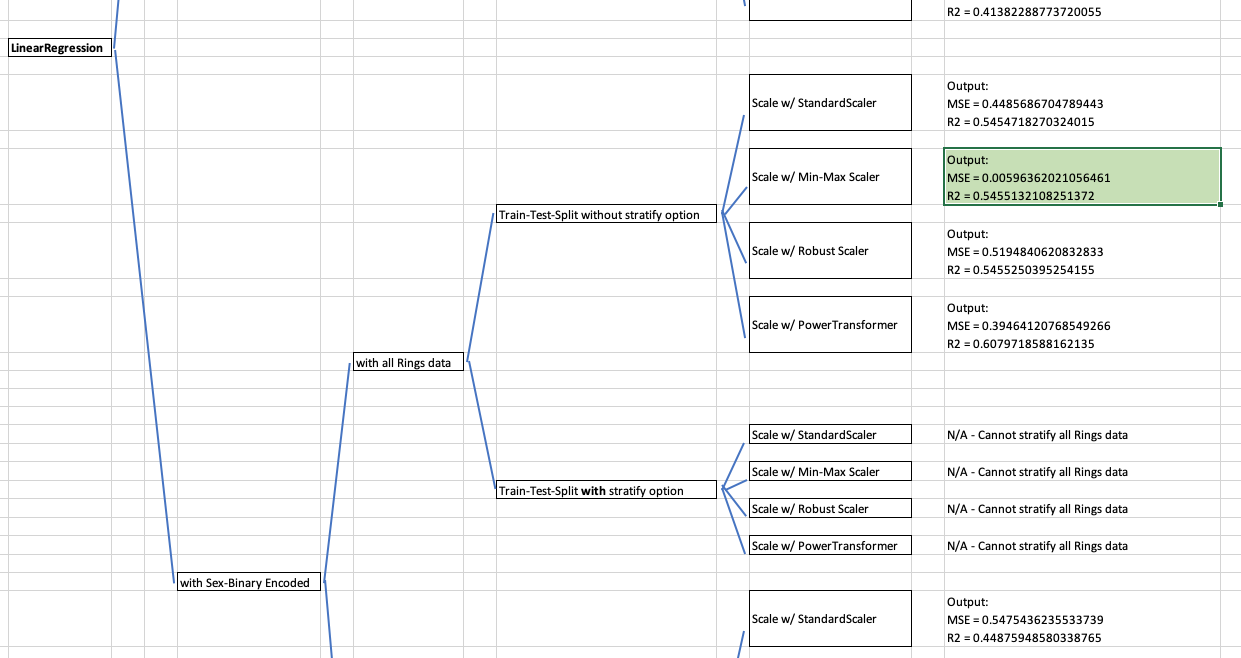 R2 = 0.41382288773720055
LinearRegression
Scale w/ StandardScaler
Output:
MSE = 0.4485686704789443
R2 = 0.5454718270324015
Scale w/ Min-Max Scaler
Output:
MSE = 0.00596362021056461
R2 = 0.5455132108251372
Train-Test-Split without stratify option
Scale w/ Robust Scaler
Output:
MSE = 0.5194840620832833
R2 = 0.5455250395254155
Scale w/ PowerTransformer
Output:
MSE = 0.39464120768549266
R2 = 0.6079718588162135
with all Rings data
Scale w/ StandardScaler
N/A - Cannot stratify all Rings data
Scale w/ Min-Max Scaler
N/A - Cannot stratify all Rings data
Train-Test-Split with stratify option
Scale w/ Robust Scaler
N/A - Cannot stratify all Rings data
Scale w/ PowerTransformer
N/A - Cannot stratify all Rings data
with Sex-Binary Encoded
Scale w/ StandardScaler
Output:
MSE = 0.5475436235533739
R2 = 0.44875948580338765